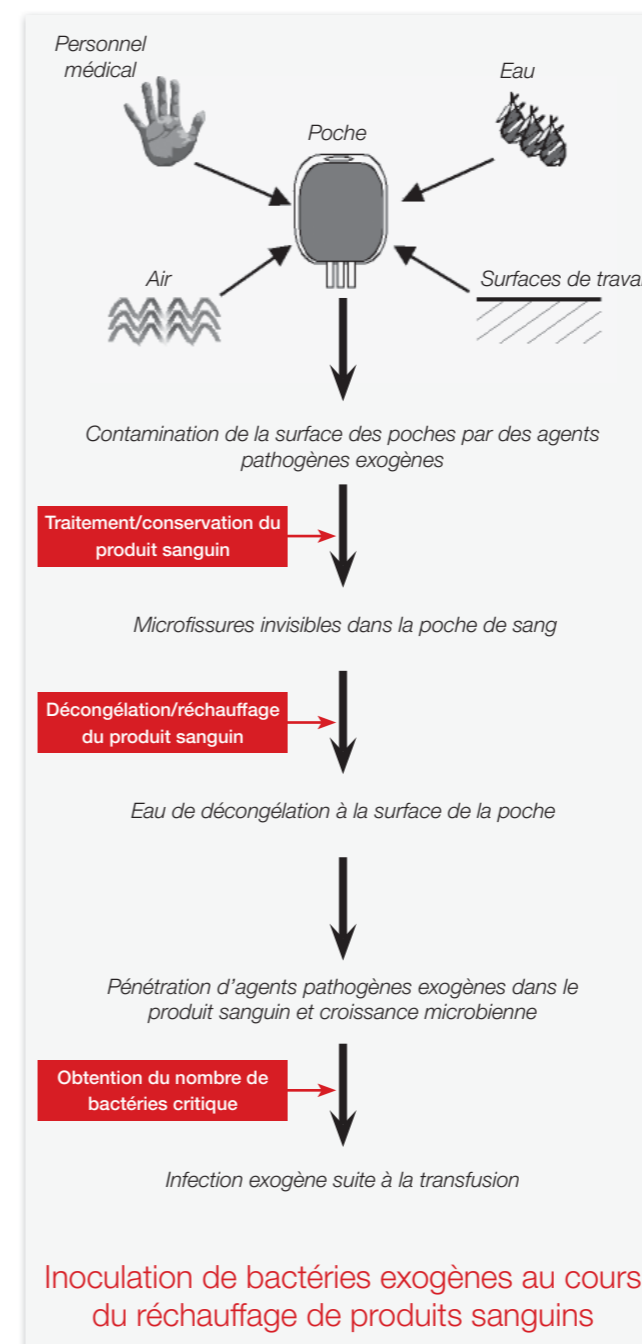 Personnel
médical
Eau
Poche
Air
Surfaces de travai
Contamination de la surface des poches par des agents
pathogènes exogènes
Traitement/conservation du
produit sanguin
Microfissures invisibles dans la poche de sang
Décongélation/réchauffage
du produit sanguin
Eau de décongélation à la surface de la poche
Pénétration d'agents pathogènes exogènes dans le
produit sanguin et croissance microbienne
Obtention du nombre de
bactéries critique
Infection exogène suite à la transfusion
Inoculation de bactéries exogènes au cours
du réchauffage de produits sanguins